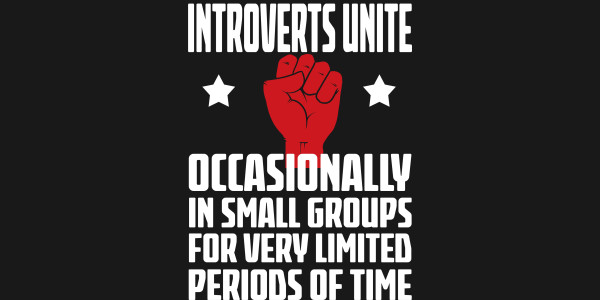 INTROVERTS UNITE
OCCASIONALLY
IN SMALL GROUPS
FOR VERY LIMITED
PERIODS OF TIME